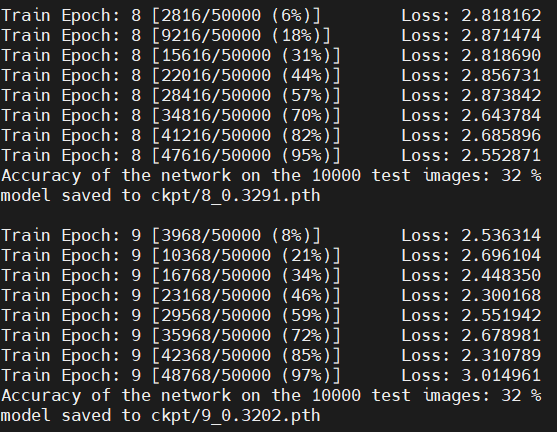 Train Epoch: 8 [2816/50000 (6%)]	Loss: 2.818162
Train Epoch: 8 [9216/50000 (18%)]	Loss: 2.871474
Train Epoch: 8 [15616/50000 (31%)]	Loss: 2.818690
Train Epoch: 8 [22016/50000 (44%)]	Loss: 2.856731
Train Epoch: 8 [28416/50000 (57%)]	Loss: 2.873842
Train Epoch: 8 [34816/50000 (70%)]	Loss: 2.643784
Train Epoch: 8 [41216/50000 (82%)]	Loss: 2.685896
Train Epoch: 8 [47616/50000 (95%)]	Loss: 2.552871
Accuracy of the network on the 10000 test images: 32 %
model saved to ckpt/8_0.3291.pth

Train Epoch: 9 [3968/50000 (8%)]	Loss: 2.536314
Train Epoch: 9 [10368/50000 (21%)]	Loss: 2.696104
Train Epoch: 9 [16768/50000 (34%)]	Loss: 2.448350
Train Epoch: 9 [23168/50000 (46%)]	Loss: 2.300168
Train Epoch: 9 [29568/50000 (59%)]	Loss: 2.551942
Train Epoch: 9 [35968/50000 (72%)]	Loss: 2.678981
Train Epoch: 9 [42368/50000 (85%)]	Loss: 2.310789
Train Epoch: 9 [48768/50000 (97%)]	Loss: 3.014961
Accuracy of the network on the 10000 test images: 32 %
model saved to ckpt/9_0.3202.pth